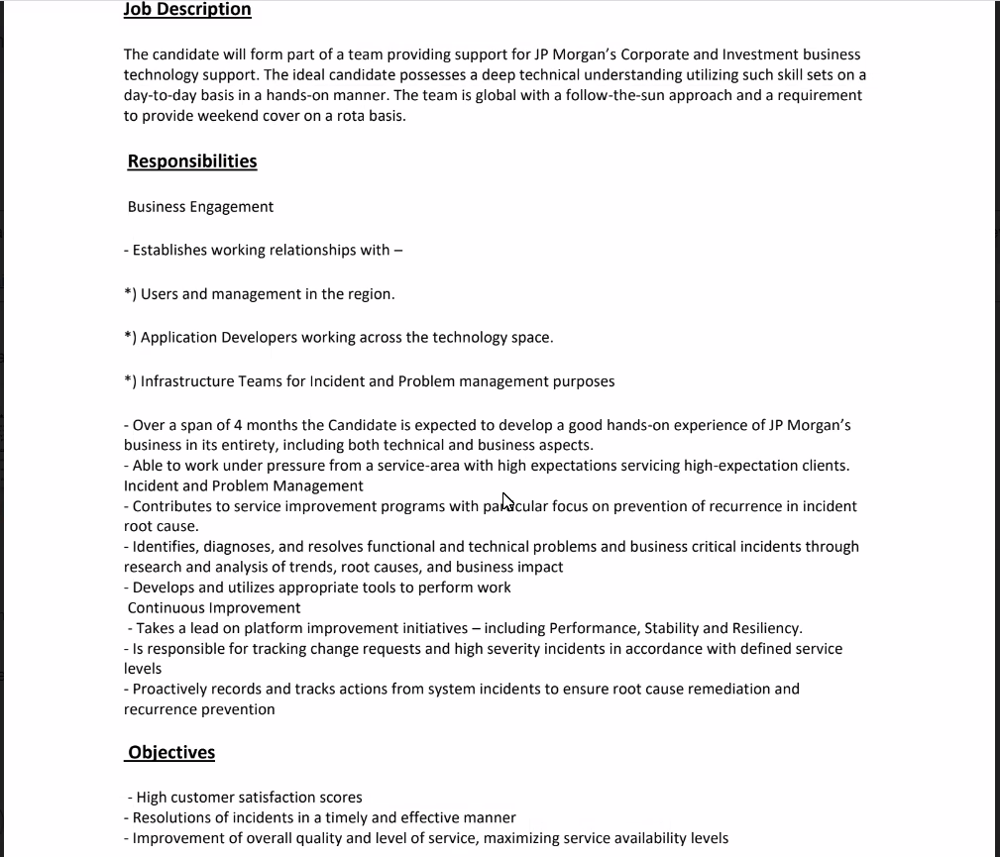 Job Description
The candidate will form part of a team providing support for JP Morgan’s Corporate and Investment business
technology support. The ideal candidate possesses a deep technical understanding utilizing such skill sets on a
day-to-day basis in a hands-on manner. The team is global with a follow-the-sun approach and a requirement
to provide weekend cover on a rota basis.
Responsibilities
Business Engagement
- Establishes working relationships with –
*) Users and management in the region.
*) Application Developers working across the technology space.
*) Infrastructure Teams for Incident and Problem management purposes
- Over a span of 4 months the Candidate is expected to develop a good hands-on experience of JP Morgan’s
business in its entirety, including both technical and business aspects.
- Able to work under pressure from a service-area with high expectations servicing high-expectation clients.
Incident and Problem Management
- Contributes to service improvement programs with particular focus on prevention of recurrence in incident
root cause.
- Identifies, diagnoses, and resolves functional and technical problems and business critical incidents through
research and analysis of trends, root causes, and business impact
- Develops and utilizes appropriate tools to perform work
Continuous Improvement
- Takes a lead on platform improvement initiatives – including Performance, Stability and Resiliency.
- Is responsible for tracking change requests and high severity incidents in accordance with defined service
levels
- Proactively records and tracks actions from system incidents to ensure root cause remediation and
recurrence prevention
Objectives
- High customer satisfaction scores
- Resolutions of incidents in a timely and effective manner
- Improvement of overall quality and level of service, maximizing service availability levels